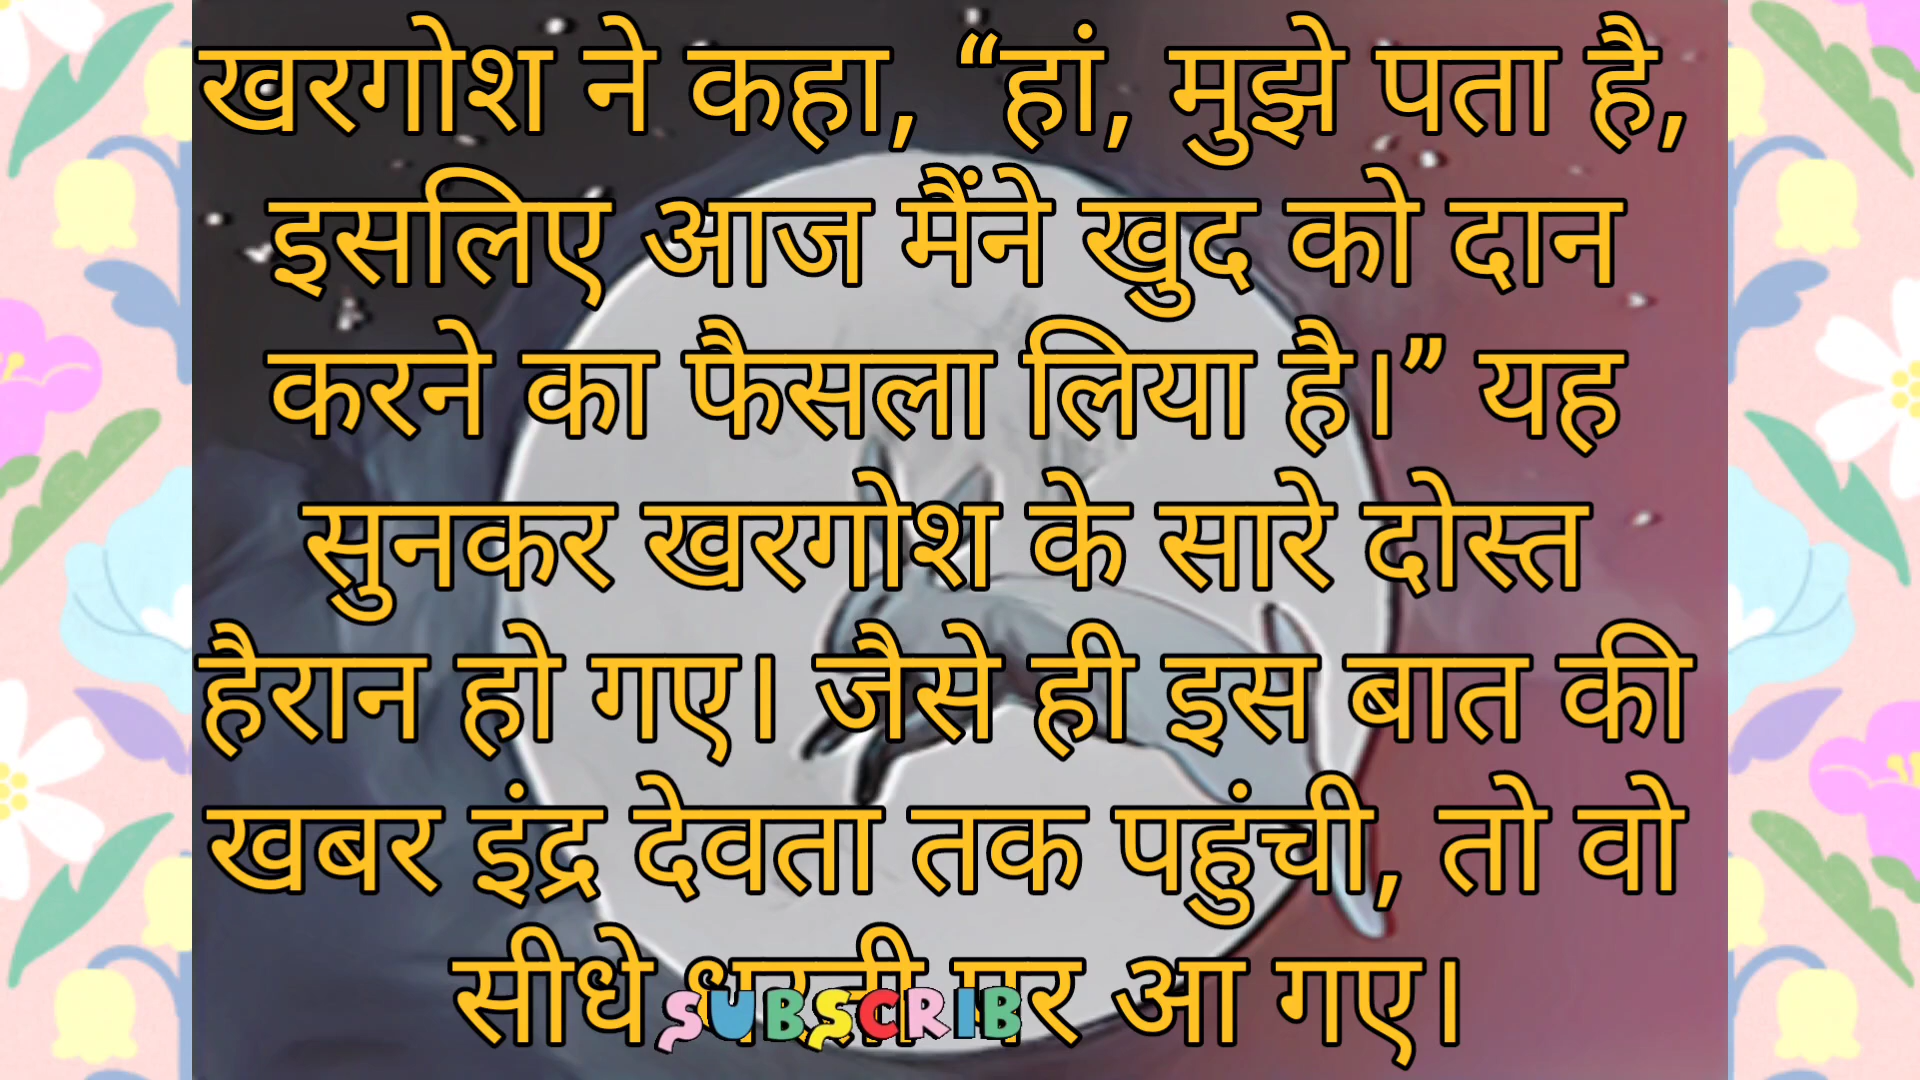 खरगोश ने कहा, “हां, मुझे पता है,
इसलिए आज मैंने खुद को दान
करने का फैसला लिया है।” यह
सुनकर खरगोश के सारे दोस्त
हैरान हो गए। जैसे ही इस बात की
खबर इंद्र देवता तक पहुंची, तो वो
सीधे धरती पर आ गए।
SUBSCRIB